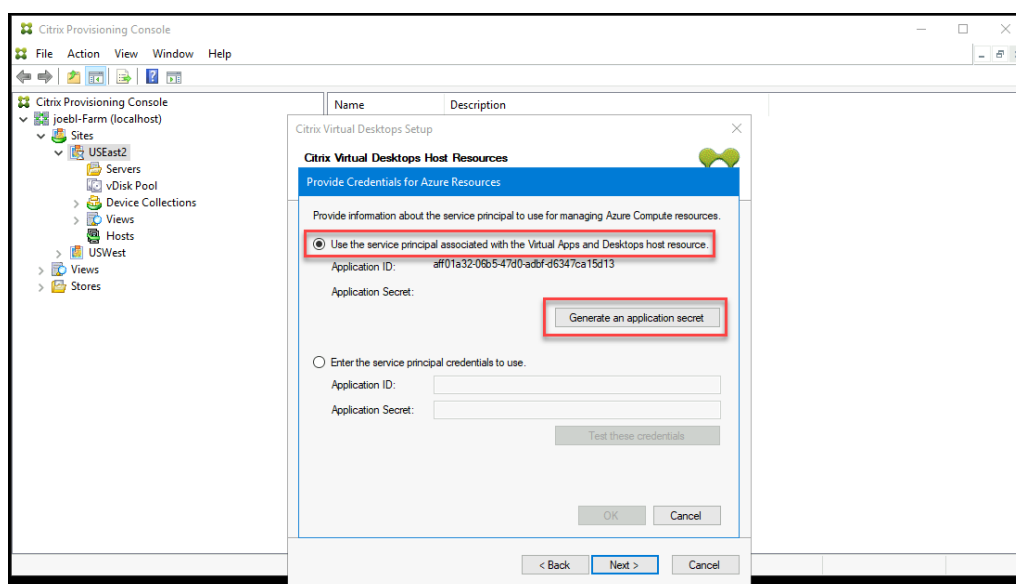 Citrix Provisioning Console
File Action View Window Help
Citrix Provisioning Console
joebl-Farm (localhost)
Sites
USEast2
Servers
vDisk Pool
Device Collections
Views
Hosts
USWest
Views
Stores
Name Description
Citrix Virtual Desktops Setup
Citrix Virtual Desktops Host Resources
Provide Credentials for Azure Resources
Provide information about the service principal to use for managing Azure Compute resources.
Use the service principal associated with the Virtual Apps and Desktops host resource.
Application ID: aff01a32-06b5-47d0-adbf-d6347ca15d13
Application Secret:
Generate an application secret
Enter the service principal credentials to use.
Application ID:
Application Secret:
Test these credentials
OK Cancel
< Back Next > Cancel